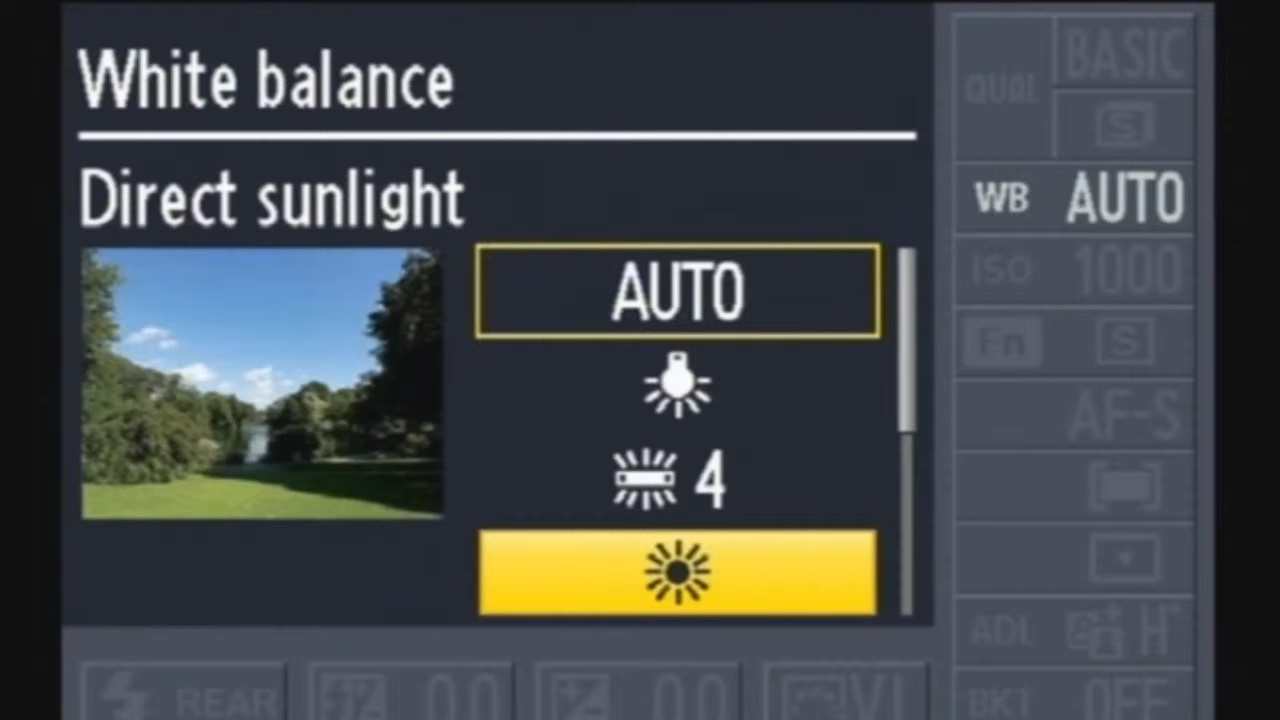 White balance
Direct sunlight
AUTO
4
QUAL BASIC
S
WB AUTO
ISO 1000
Fn S
AF-S
ADL H
BKT OFF
REAR
0.0
0.0
VI